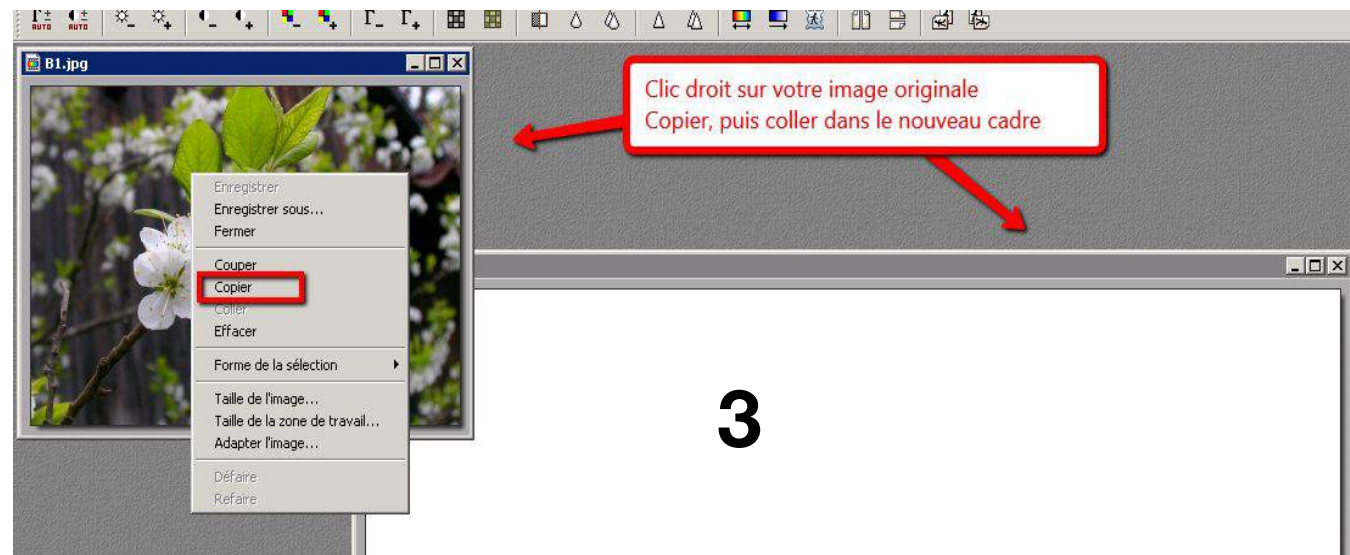 AUTO AUTO
B1.jpg
Clic droit sur votre image originale
Copier, puis coller dans le nouveau cadre
Enregistrer
Enregistrer sous...
Fermer
Couper
Copier
Coller
Effacer
Forme de la sélection
Taille de l'image...
Taille de la zone de travail...
Adapter l'image...
Défaire
Refaire
3